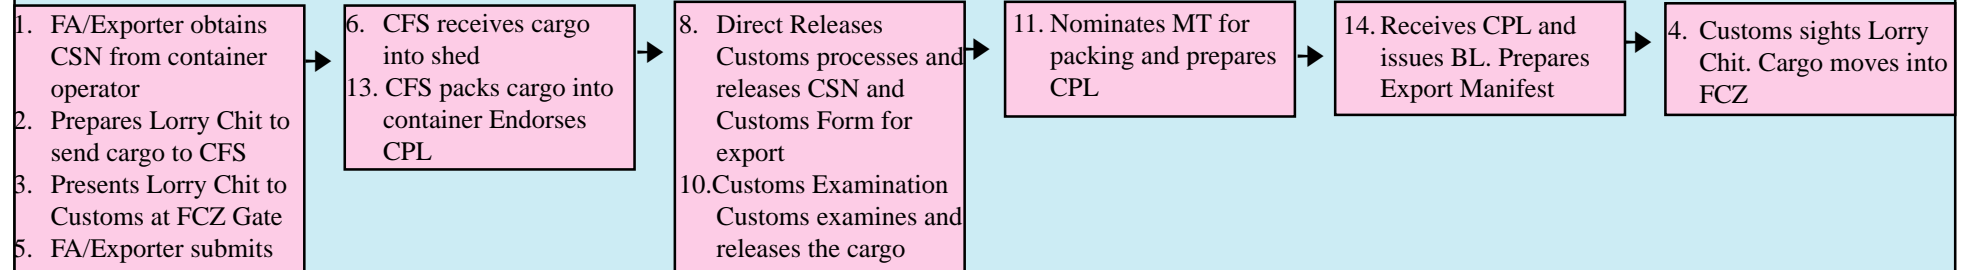 1. FA/Exporter obtains
CSN from container
operator
2. Prepares Lorry Chit to
send cargo to CFS
3. Presents Lorry Chit to
Customs at FCZ Gate
5. FA/Exporter submits
6. CFS receives cargo
into shed
13. CFS packs cargo into
container Endorses
CPL
8. Direct Releases
Customs processes and
releases CSN and
Customs Form for
export
10.Customs Examination
Customs examines and
releases the cargo
11. Nominates MT for
packing and prepares
CPL
14. Receives CPL and
issues BL. Prepares
Export Manifest
4. Customs sights Lorry
Chit. Cargo moves into
FCZ